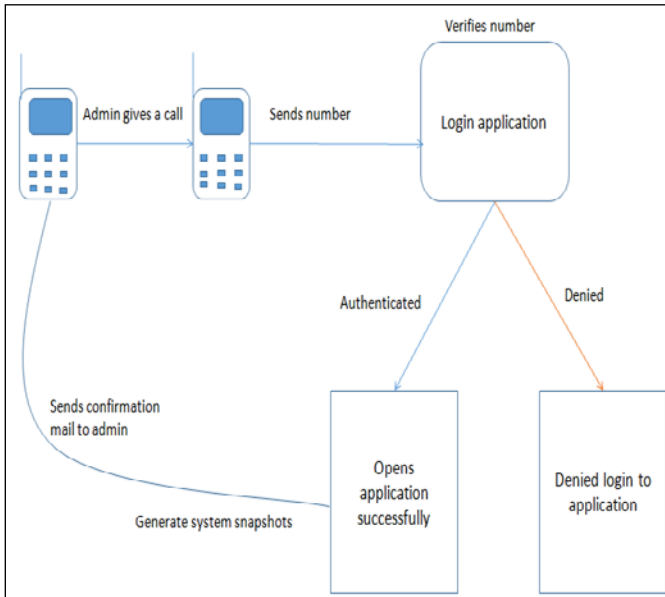 Verifies number
Admin gives a call
Sends number
Login application
Authenticated
Denied
Sends confirmation
mail to admin
Opens
application
successfully
Denied login to
application
Generate system snapshots